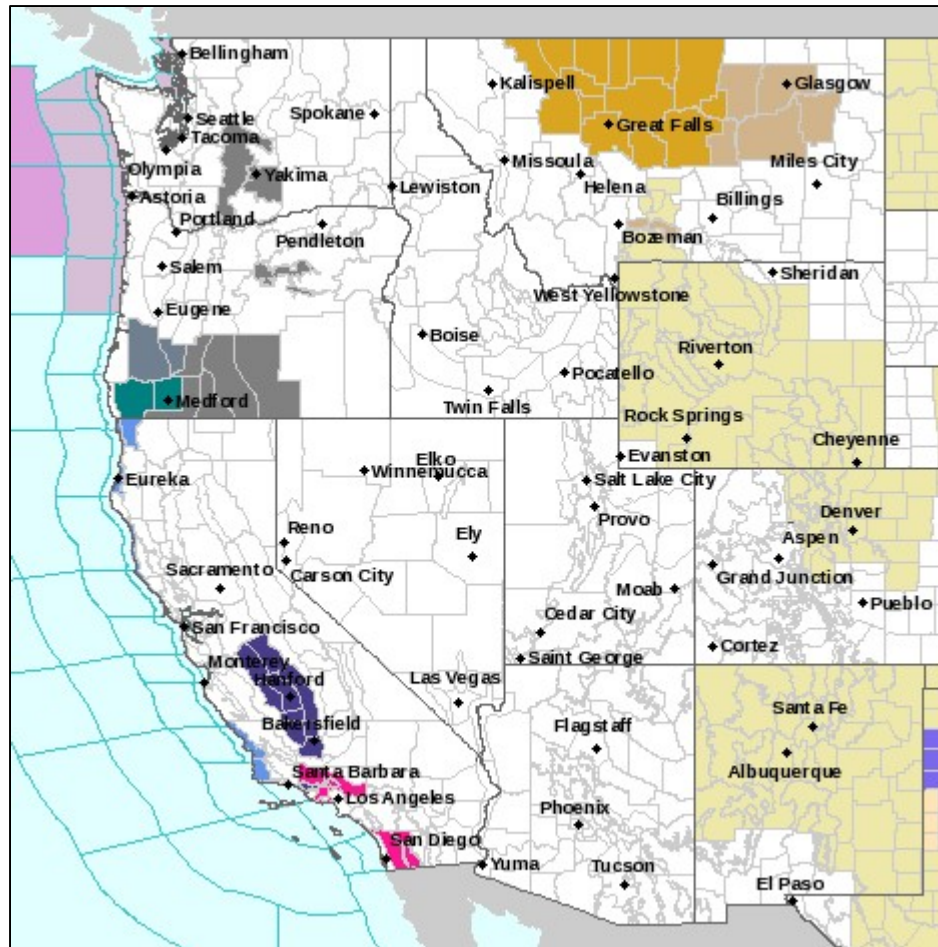 Bellingham
Kalispell
Glasgow
Seattle
Spokane
Great Falls
Tacoma
Olympia
Missoula
Miles City
Yakima
Helena
Lewiston
Astoria
Billings
Portland
Pendleton
Bozeman
Salem
Sheridan
West Yellowstone
Eugene
Boise
Riverton
Pocatello
Medford
Twin Falls
Rock Springs
Cheyenne
Elko
Evanston
Winnemucca
Eureka
Salt Lake City
Denver
Provo
Reno
Ely
Aspen
Sacramento
Carson City
Grand Junction
Moab
Pueblo
Cedar City
San Francisco
Cortez
Monterey
Saint George
Hanford
Las Vegas
Santa Fe
Bakersfield
Flagstaff
Albuquerque
Santa Barbara
Los Angeles
Phoenix
San Diego
Yuma
Tucson
El Paso